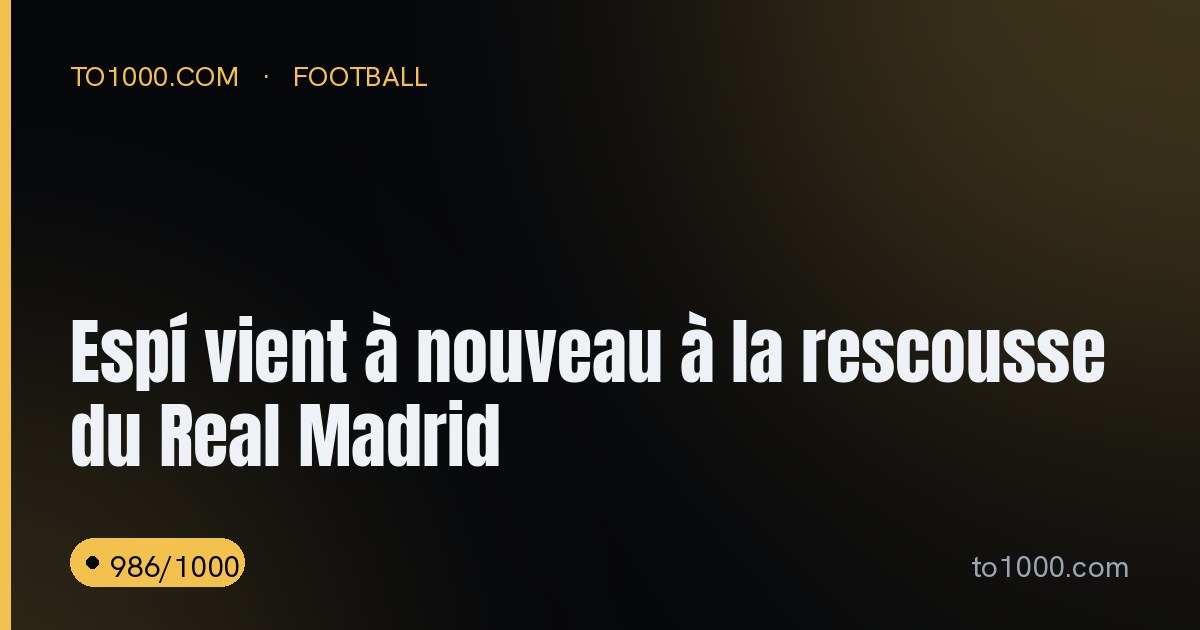 TO1000.COM · FOOTBALL
Espí vient à nouveau à la rescousse
du Real Madrid
986/1000
to1000.com